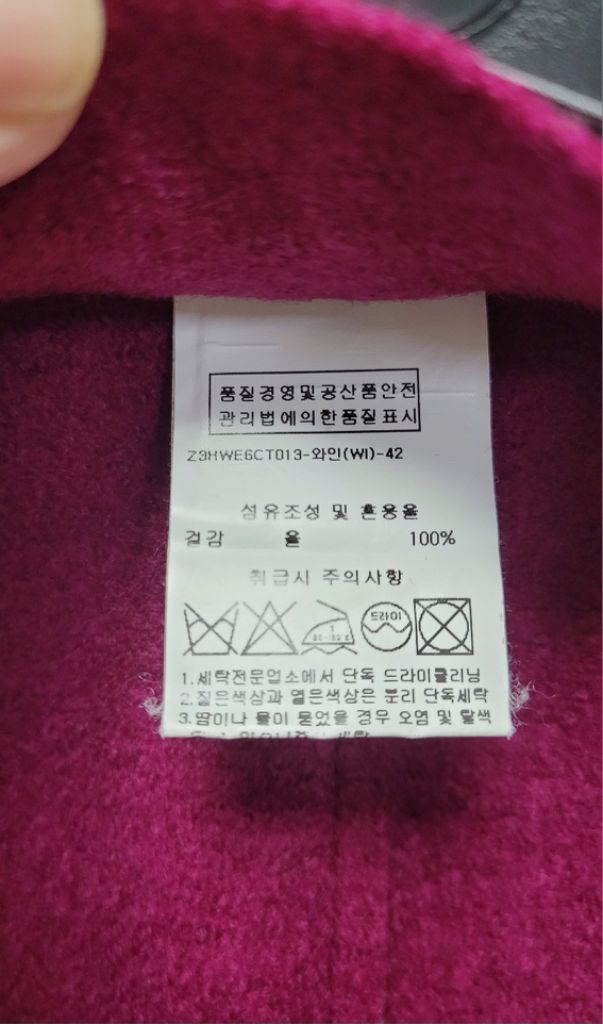 품질경영및공산품안전
관리법에의한품질표시
Z3HWE6CT013-와인(WI)-42
섬유조성 및 혼용율
겉감 울 100%
취급시 주의사항
드라이
1.세탁전문업소에서 단독 드라이클리닝
2.짙은색상과 옅은색상은 분리 단독세탁
3.땀이나 물이 묻었을 경우 오염 및 탈색